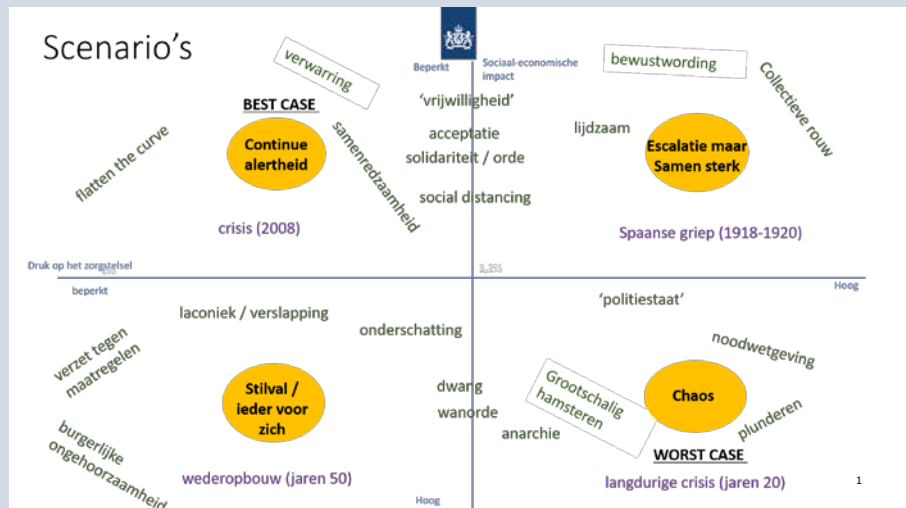 Scenario's
verwarring
Beperkt
Sociaal-economische
impact
bewustwording
Collectieve rouw
BEST CASE
'vrijwilligheid'
Continue
alertheid
flatten the curve
samenredzaamheid
acceptatie
solidariteit / orde
social distancing
lijdzaam
Escalatie maar
Samen sterk
crisis (2008)
Spaanse griep (1918-1920)
Druk op het zorgstelsel
beperkt
Hoog
laconiek / verslapping
onderschatting
'politiestaat'
noodwetgeving
verzet tegen
maatregelen
Stilval /
ieder voor
zich
dwang
wanorde
anarchie
Grootschalig
hamsteren
Chaos
plunderen
burgerlijke
ongehoorzaamheid
WORST CASE
wederopbouw (jaren 50)
langdurige crisis (jaren 20)
1
Hoog